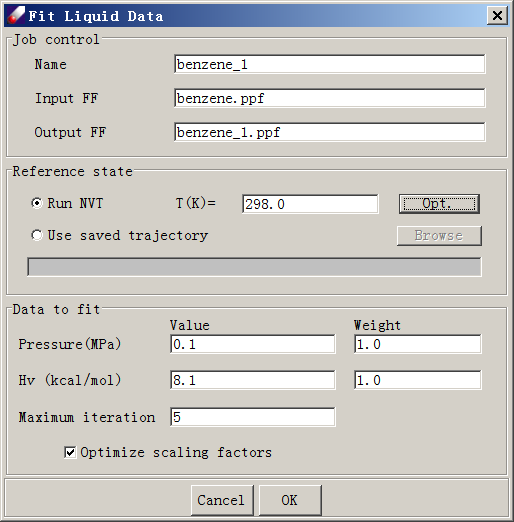 Fit Liquid Data
Job control
Name benzene_1
Input FF benzene.ppf
Output FF benzene_1.ppf
Reference state
Run NVT T(K)= 298.0 Opt.
Use saved trajectory Browse
Data to fit
Value Weight
Pressure(MPa) 0.1 1.0
Hv (kcal/mol) 8.1 1.0
Maximum iteration 5
Optimize scaling factors
Cancel OK